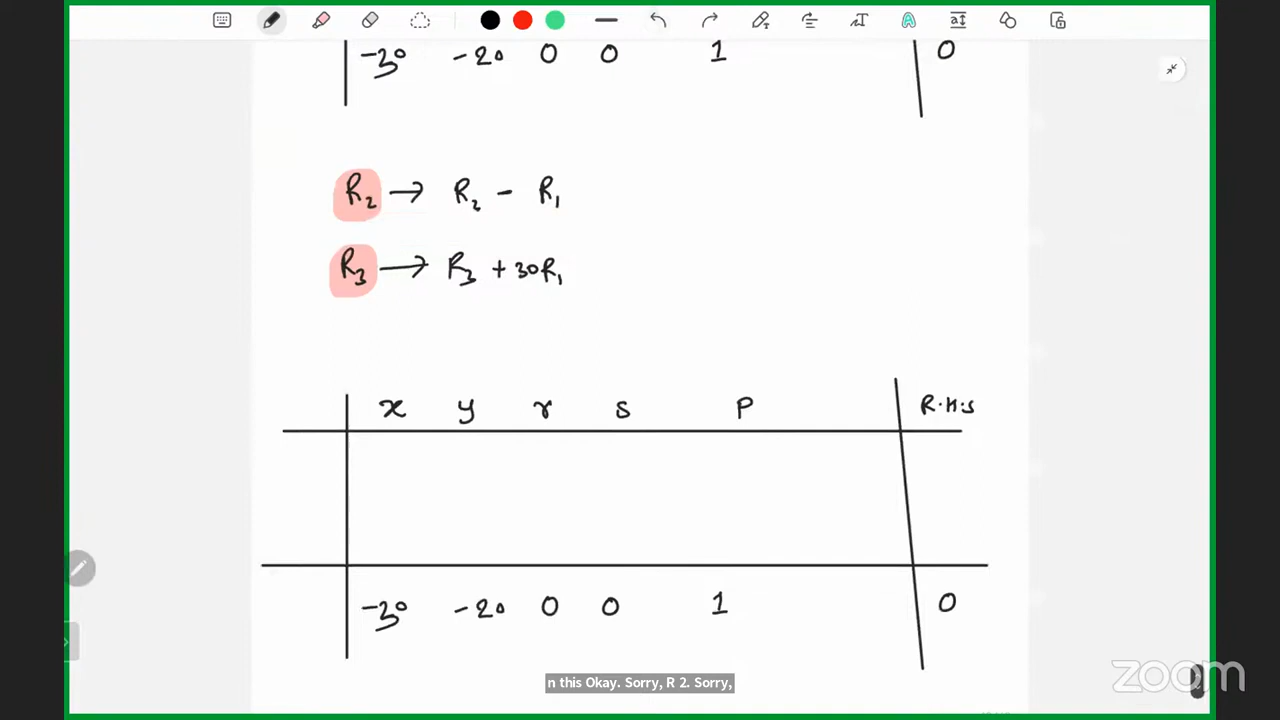 -30 -20 0 0 1 0
R₂ → R₂ - R₁
R₃ → R₃ + 30R₁
x y r s P R.H.S
-30 -20 0 0 1 0
n this Okay. Sorry, R 2. Sorry,
zoom